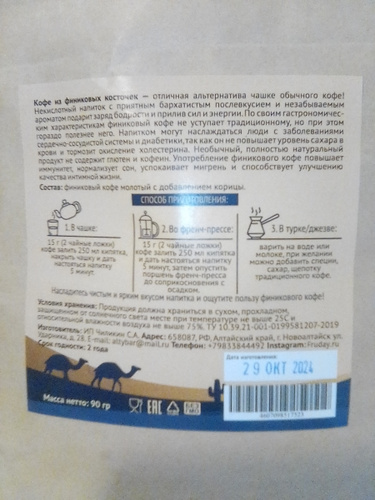 Кофе из финиковых косточек — отличная альтернатива чашке обычного кофе!
Некислотный напиток с приятным бархатистым послевкусием и незабываемым
ароматом подарит заряд бодрости и прилив сил и энергии. По своим гастрономичес-
ким характеристикам финиковый кофе не уступает традиционному, но при этом
гораздо полезнее него. Напитком могут насладиться люди с заболеваниями
сердечно-сосудистой системы и диабетики, так как он не повышает уровень сахара в
крови и тормозит окисление холестерина. Необычный, полностью натуральный
продукт не содержит глютен и кофеин. Употребление финикового кофе повышает
иммунитет, нормализует сон, успокаивает мигрень и способствует улучшению
качества интимной жизни.
Состав: финиковый кофе молотый с добавлением корицы.
СПОСОБ ПРИГОТОВЛЕНИЯ:
1. В чашке:
15 г (2 чайные ложки)
кофе залить 250 мл кипятка,
накрыть чашку и дать
настояться напитку
5 минут
2. Во френч-прессе:
15 г (2 чайные ложки)
кофе залить 250 мл кипятка
и дать настояться напитку
5 минут, затем опустить
поршень френч-пресса
до соприкосновения с
осадком.
3. В турке/джезве:
варить на воде или
молоке, при желании
можно добавить специи,
сахар, щепотку
традиционного кофе.
Насладитесь чистым и ярким вкусом напитка и ощутите пользу финикового кофе!
Условия хранения: Продукция должна храниться в сухом, прохладном,
защищенном от солнечного света месте при температуре не выше 25С и
относительной влажности воздуха не выше 75%. ТУ 10.39.21-001-0199581207-2019
Изготовитель: ИП Чиликин С.А. Адрес: 658087, РФ, Алтайский край, г. Новоалтайск ул.
Ударника, д. 28. E-mail: Телефон: +79833844492 Instagram: Fruday.ru
Срок годности: 2 года
Дата изготовления:
29 ОКТ 2024
Масса нетто: 90 гр
ЕАС
БЕЗ
ГМО